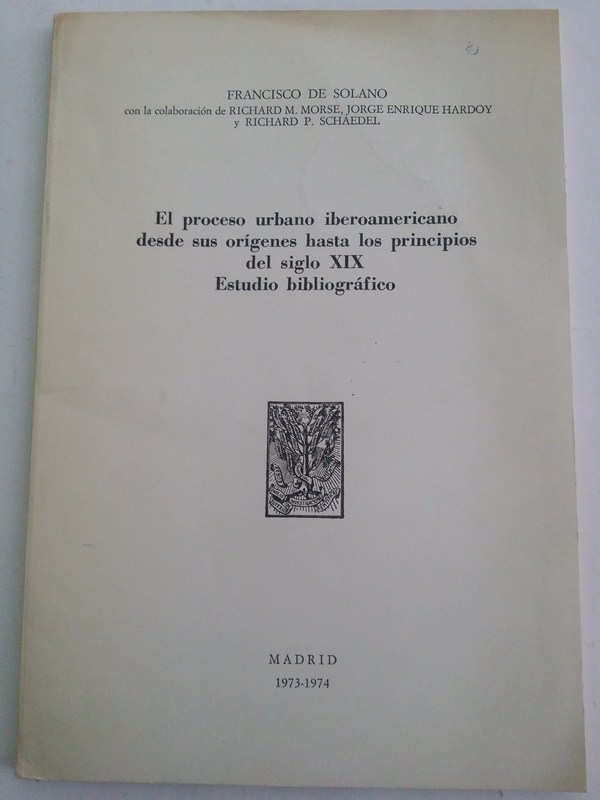 FRANCISCO DE SOLANO
con la colaboración de RICHARD M. MORSE, JORGE ENRIQUE HARDOY
y RICHARD P. SCHAEDEL
El proceso urbano iberoamericano
desde sus orígenes hasta los principios
del siglo XIX
Estudio bibliográfico
MADRID
1973-1974